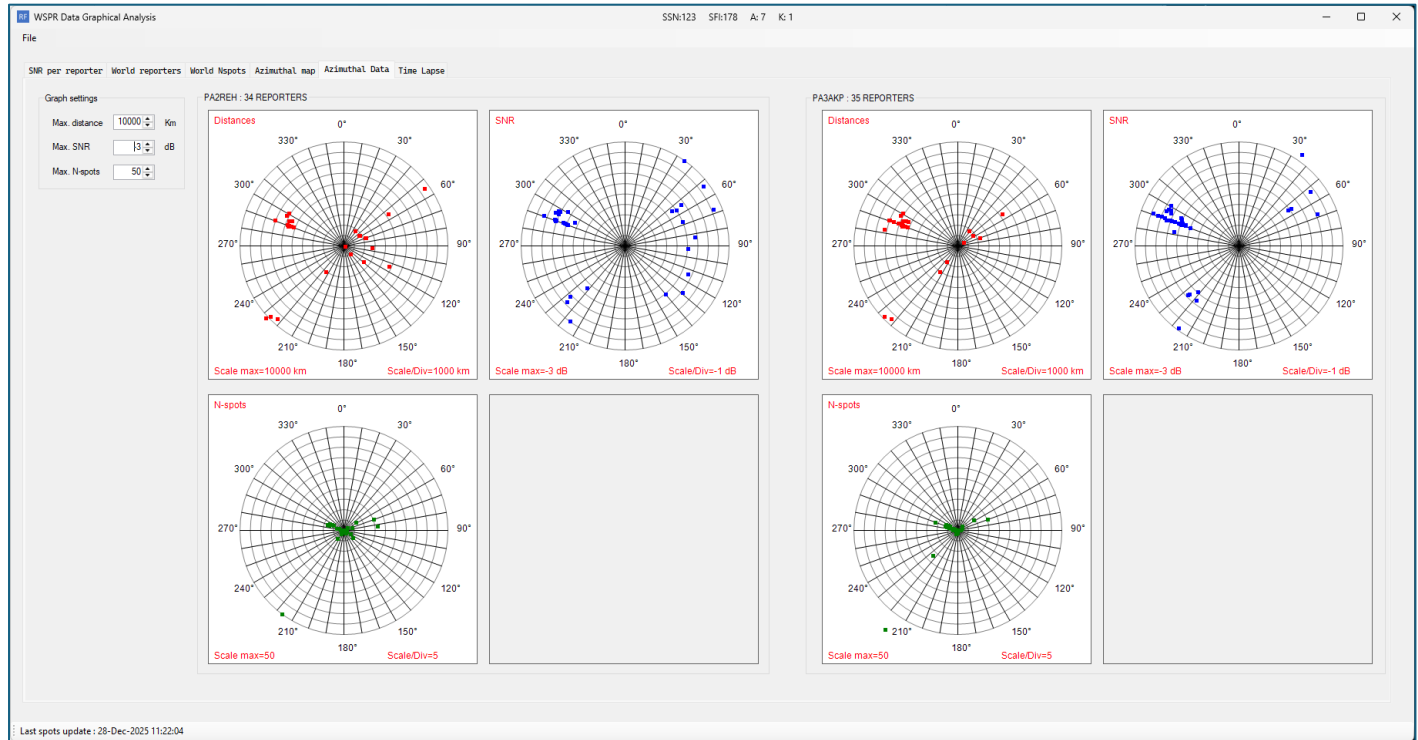 RF WSPR Data Graphical Analysis SSN:123 SFI:178 A: 7 K: 1
File
SNR per reporter World reporters World Nspots Azimuthal map Azimuthal Data Time Lapse
Graph settings
Max. distance 10000 Km
Max. SNR -3 dB
Max. N-spots 50
PA2REH : 34 REPORTERS
Distances
0°
330° 30°
300° 60°
270° 90°
240° 120°
210° 150°
180°
Scale max=10000 km Scale/Div=1000 km
SNR
0°
330° 30°
300° 60°
270° 90°
240° 120°
210° 150°
180°
Scale max=-3 dB Scale/Div=-1 dB
N-spots
0°
330° 30°
300° 60°
270° 90°
240° 120°
210° 150°
180°
Scale max=50 Scale/Div=5
PA3AKP : 35 REPORTERS
Distances
0°
330° 30°
300° 60°
270° 90°
240° 120°
210° 150°
180°
Scale max=10000 km Scale/Div=1000 km
SNR
0°
330° 30°
300° 60°
270° 90°
240° 120°
210° 150°
180°
Scale max=-3 dB Scale/Div=-1 dB
N-spots
0°
330° 30°
300° 60°
270° 90°
240° 120°
210° 150°
180°
Scale max=50 Scale/Div=5
Last spots update : 28-Dec-2025 11:22:04